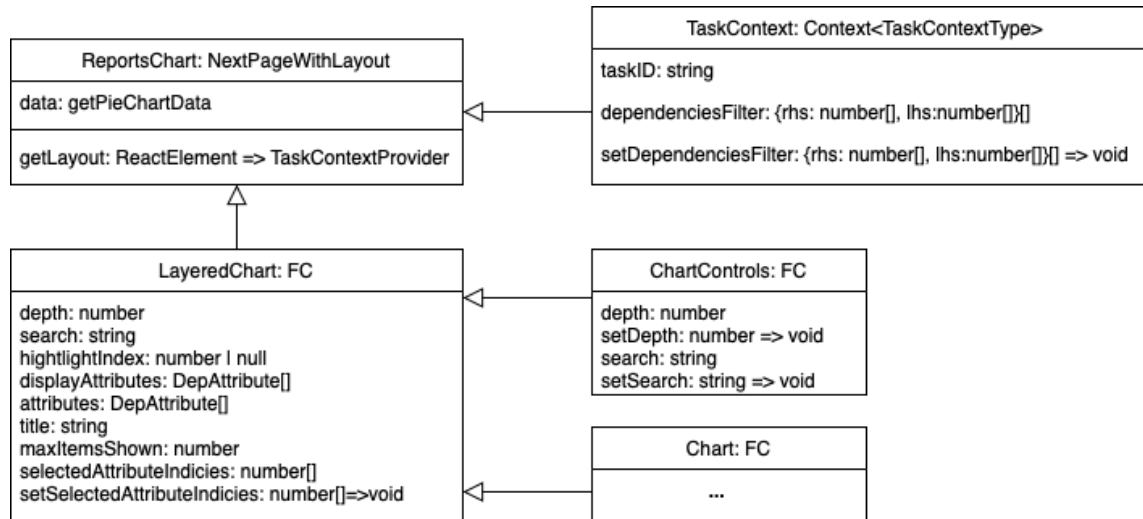 ReportsChart: NextPageWithLayout
data: getPieChartData
getLayout: ReactElement => TaskContextProvider
TaskContext: Context<TaskContextType>
taskID: string
dependenciesFilter: {rhs: number[], lhs:number[]}[]
setDependenciesFilter: {rhs: number[], lhs:number[]}[] => void
LayeredChart: FC
depth: number
search: string
hightlightIndex: number | null
displayAttributes: DepAttribute[]
attributes: DepAttribute[]
title: string
maxItemsShown: number
selectedAttributeIndicies: number[]
setSelectedAttributeIndicies: number[]=>void
ChartControls: FC
depth: number
setDepth: number => void
search: string
setSearch: string => void
Chart: FC
...